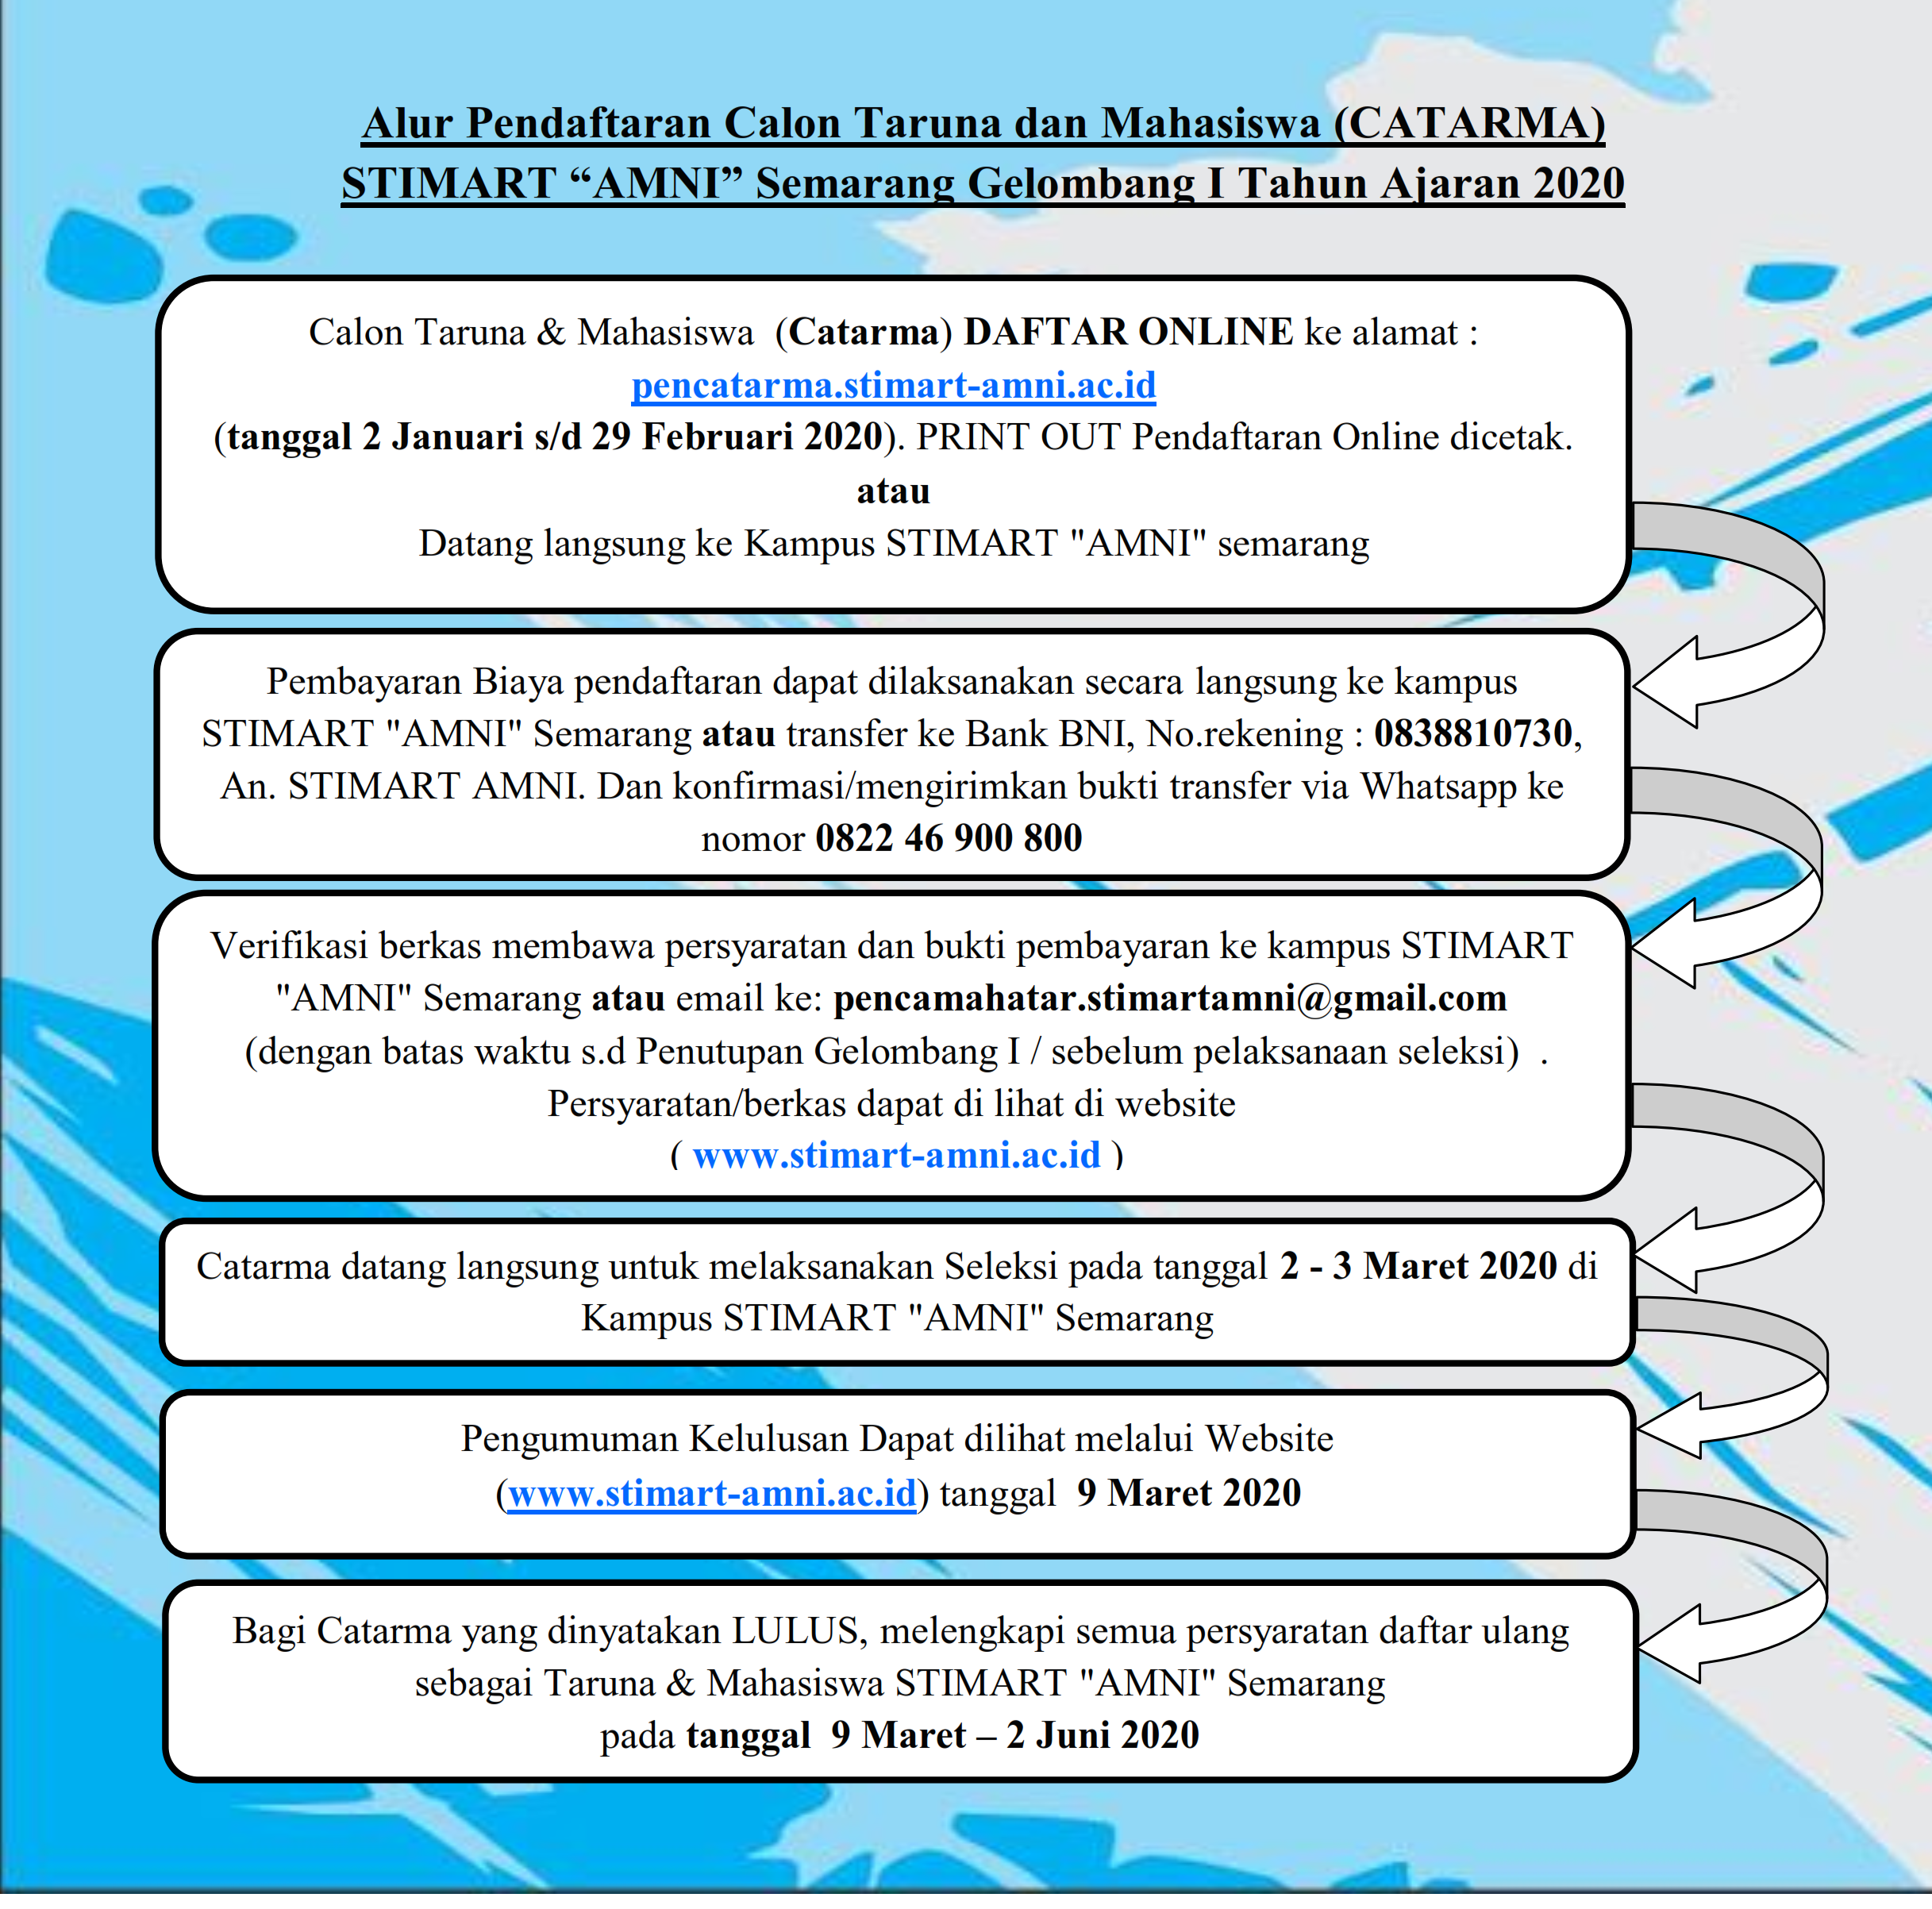 Alur Pendaftaran Calon Taruna dan Mahasiswa (CATARMA)
STIMART “AMNI” Semarang Gelombang I Tahun Ajaran 2020
Calon Taruna & Mahasiswa (Catarma) DAFTAR ONLINE ke alamat :
pencatarma.stimart-amni.ac.id
(tanggal 2 Januari s/d 29 Februari 2020). PRINT OUT Pendaftaran Online dicetak.
atau
Datang langsung ke Kampus STIMART "AMNI" semarang
Pembayaran Biaya pendaftaran dapat dilaksanakan secara langsung ke kampus
STIMART "AMNI" Semarang atau transfer ke Bank BNI, No.rekening : 0838810730,
An. STIMART AMNI. Dan konfirmasi/mengirimkan bukti transfer via Whatsapp ke
nomor 0822 46 900 800
Verifikasi berkas membawa persyaratan dan bukti pembayaran ke kampus STIMART
"AMNI" Semarang atau email ke: pencamahatar.stimartamni@gmail.com
(dengan batas waktu s.d Penutupan Gelombang I / sebelum pelaksanaan seleksi) .
Persyaratan/berkas dapat di lihat di website
( www.stimart-amni.ac.id )
Catarma datang langsung untuk melaksanakan Seleksi pada tanggal 2 - 3 Maret 2020 di
Kampus STIMART "AMNI" Semarang
Pengumuman Kelulusan Dapat dilihat melalui Website
(www.stimart-amni.ac.id) tanggal 9 Maret 2020
Bagi Catarma yang dinyatakan LULUS, melengkapi semua persyaratan daftar ulang
sebagai Taruna & Mahasiswa STIMART "AMNI" Semarang
pada tanggal 9 Maret – 2 Juni 2020